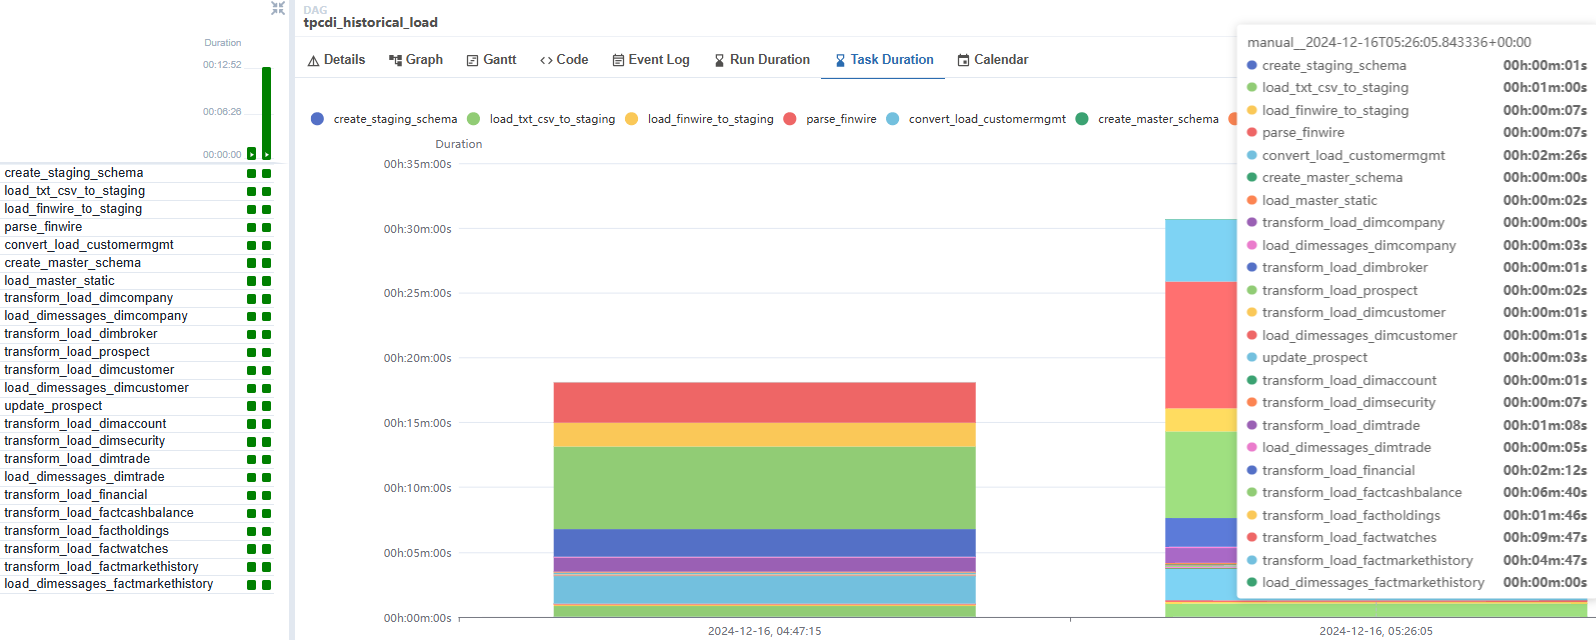 Duration
00:12:52
00:06:26
00:00:00
create_staging_schema
load_txt_csv_to_staging
load_finwire_to_staging
parse_finwire
convert_load_customermgmt
create_master_schema
load_master_static
transform_load_dimcompany
load_dimessages_dimcompany
transform_load_dimbroker
transform_load_prospect
transform_load_dimcustomer
load_dimessages_dimcustomer
update_prospect
transform_load_dimaccount
transform_load_dimsecurity
transform_load_dimtrade
load_dimessages_dimtrade
transform_load_financial
transform_load_factcashbalance
transform_load_factholdings
transform_load_factwatches
transform_load_factmarkethistory
load_dimessages_factmarkethistory
DAG
tpcdi_historical_load
Details Graph Gantt <> Code Event Log Run Duration Task Duration Calendar
create_staging_schema load_txt_csv_to_staging load_finwire_to_staging parse_finwire convert_load_customermgmt create_master_schema
Duration
00h:35m:00s
00h:30m:00s
00h:25m:00s
00h:20m:00s
00h:15m:00s
00h:10m:00s
00h:05m:00s
00h:00m:00s
2024-12-16, 04:47:15
2024-12-16, 05:26:05
manual__2024-12-16T05:26:05.843336+00:00
create_staging_schema 00h:00m:01s
load_txt_csv_to_staging 00h:01m:00s
load_finwire_to_staging 00h:00m:07s
parse_finwire 00h:00m:07s
convert_load_customermgmt 00h:02m:26s
create_master_schema 00h:00m:00s
load_master_static 00h:00m:02s
transform_load_dimcompany 00h:00m:00s
load_dimessages_dimcompany 00h:00m:03s
transform_load_dimbroker 00h:00m:01s
transform_load_prospect 00h:00m:02s
transform_load_dimcustomer 00h:00m:01s
load_dimessages_dimcustomer 00h:00m:01s
update_prospect 00h:00m:03s
transform_load_dimaccount 00h:00m:01s
transform_load_dimsecurity 00h:00m:07s
transform_load_dimtrade 00h:01m:08s
load_dimessages_dimtrade 00h:00m:05s
transform_load_financial 00h:02m:12s
transform_load_factcashbalance 00h:06m:40s
transform_load_factholdings 00h:01m:46s
transform_load_factwatches 00h:09m:47s
transform_load_factmarkethistory 00h:04m:47s
load_dimessages_factmarkethistory 00h:00m:00s